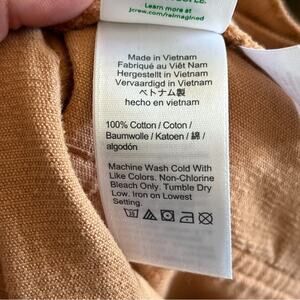 Learn more at
jcrew.com/reimagined
Made in Vietnam
Fabriqué au Viêt Nam
Hergestellt in Vietnam
Vervaardigd in Vietnam
ベトナム製
hecho en vietnam
100% Cotton / Coton /
Baumwolle / Katoen / 綿 /
algodón
Machine Wash Cold With
Like Colors. Non-Chlorine
Bleach Only. Tumble Dry
Low. Iron on Lowest
Setting.